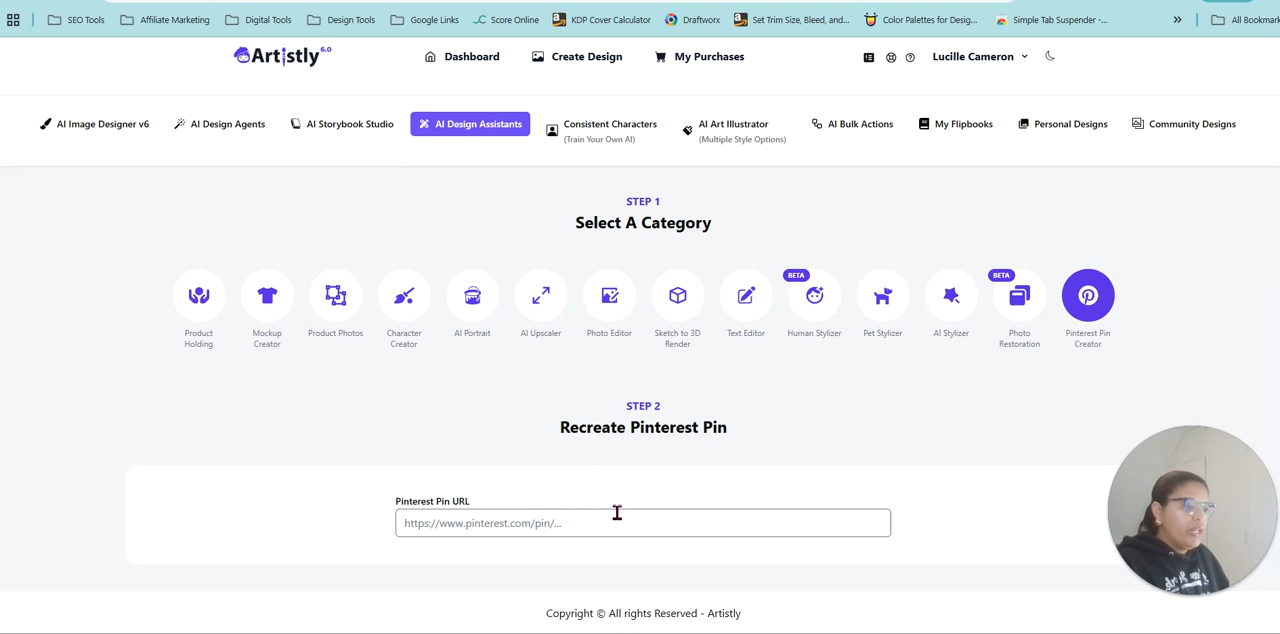 SEO Tools
Affiliate Marketing
Digital Tools
Design Tools
Google Links
Score Online
KDP Cover Calculator
Draftworx
Set Trim Size, Bleed, and...
Color Palettes for Desig...
Simple Tab Suspender -...
»
All Bookmark
Artistly 6.0
Dashboard
Create Design
My Purchases
Lucille Cameron
AI Image Designer v6
AI Design Agents
AI Storybook Studio
AI Design Assistants
Consistent Characters
(Train Your Own AI)
AI Art Illustrator
(Multiple Style Options)
AI Bulk Actions
My Flipbooks
Personal Designs
Community Designs
STEP 1
Select A Category
Product
Holding
Mockup
Creator
Product Photos
Character
Creator
AI Portrait
AI Upscaler
Photo Editor
Sketch to 3D
Render
Text Editor
BETA
Human Stylizer
Pet Stylizer
AI Stylizer
BETA
Photo
Restoration
Pinterest Pin
Creator
STEP 2
Recreate Pinterest Pin
Pinterest Pin URL
https://www.pinterest.com/pin/...
Copyright © All rights Reserved - Artistly